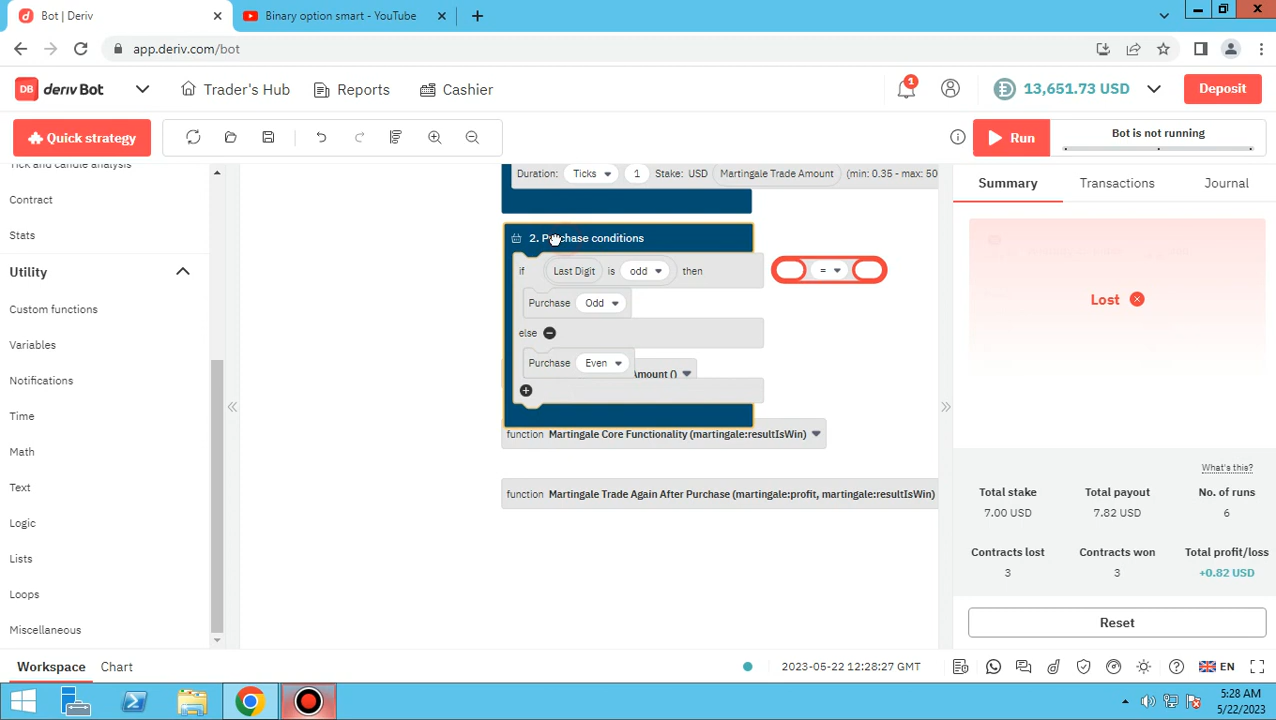 Bot | Deriv
Binary option smart - YouTube
app.deriv.com/bot
DB deriv Bot
Trader's Hub
Reports
Cashier
1
13,651.73 USD
Deposit
Quick strategy
Run
Bot is not running
Tick and candle analysis
Contract
Stats
Utility
Custom functions
Variables
Notifications
Time
Math
Text
Logic
Lists
Loops
Miscellaneous
Duration: Ticks 1 Stake: USD Martingale Trade Amount (min: 0.35 - max: 50
2. Purchase conditions
if Last Digit is odd then
=
Purchase Odd
else
Purchase Even
Amount ()
function Martingale Core Functionality (martingale:resultIsWin)
function Martingale Trade Again After Purchase (martingale:profit, martingale:resultIsWin)
Summary
Transactions
Journal
Lost
What's this?
Total stake
Total payout
No. of runs
7.00 USD
7.82 USD
6
Contracts lost
Contracts won
Total profit/loss
3
3
+0.82 USD
Reset
Workspace
Chart
2023-05-22 12:28:27 GMT
EN
5:28 AM
5/22/2023